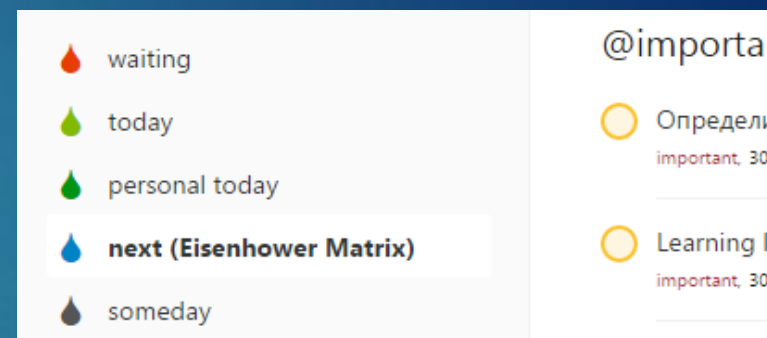 waiting
today
personal today
next (Eisenhower Matrix)
someday
@importa
Определи
important, 30
Learning
important, 30